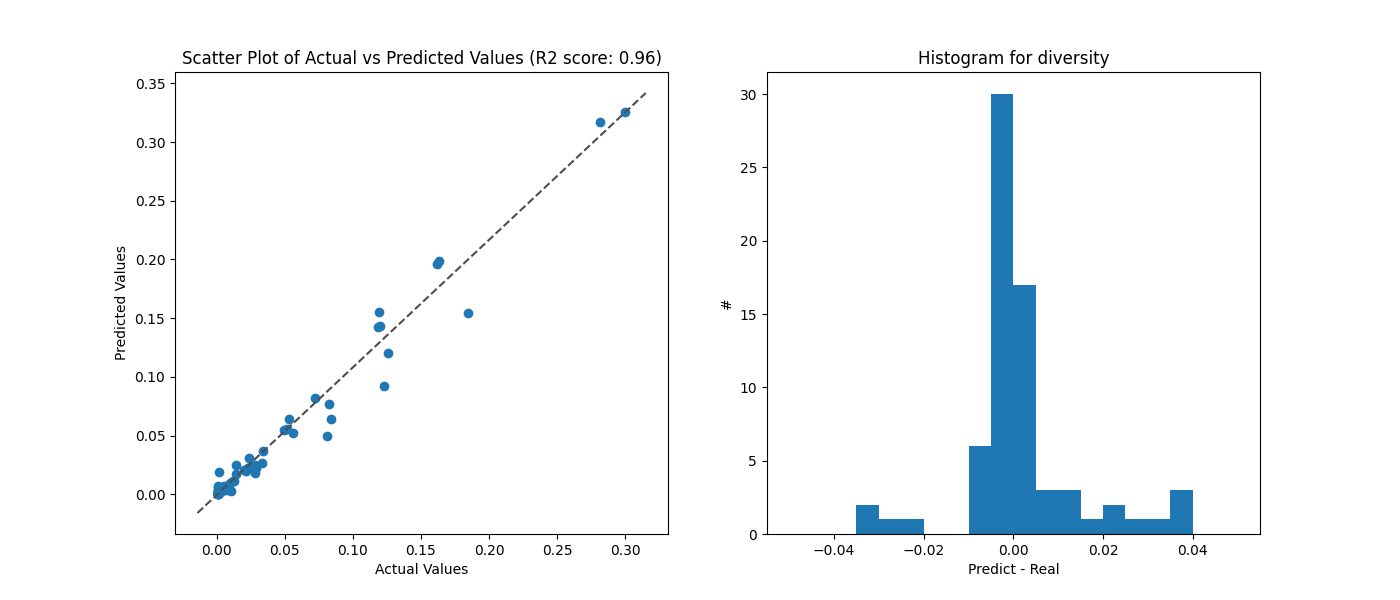 Scatter Plot of Actual vs Predicted Values (R2 score: 0.96)
0.35
0.30
0.25
0.20
0.15
0.10
0.05
0.00
Predicted Values
0.00 0.05 0.10 0.15 0.20 0.25 0.30
Actual Values
Histogram for diversity
30
25
20
15
10
5
0
#
−0.04 −0.02 0.00 0.02 0.04
Predict - Real